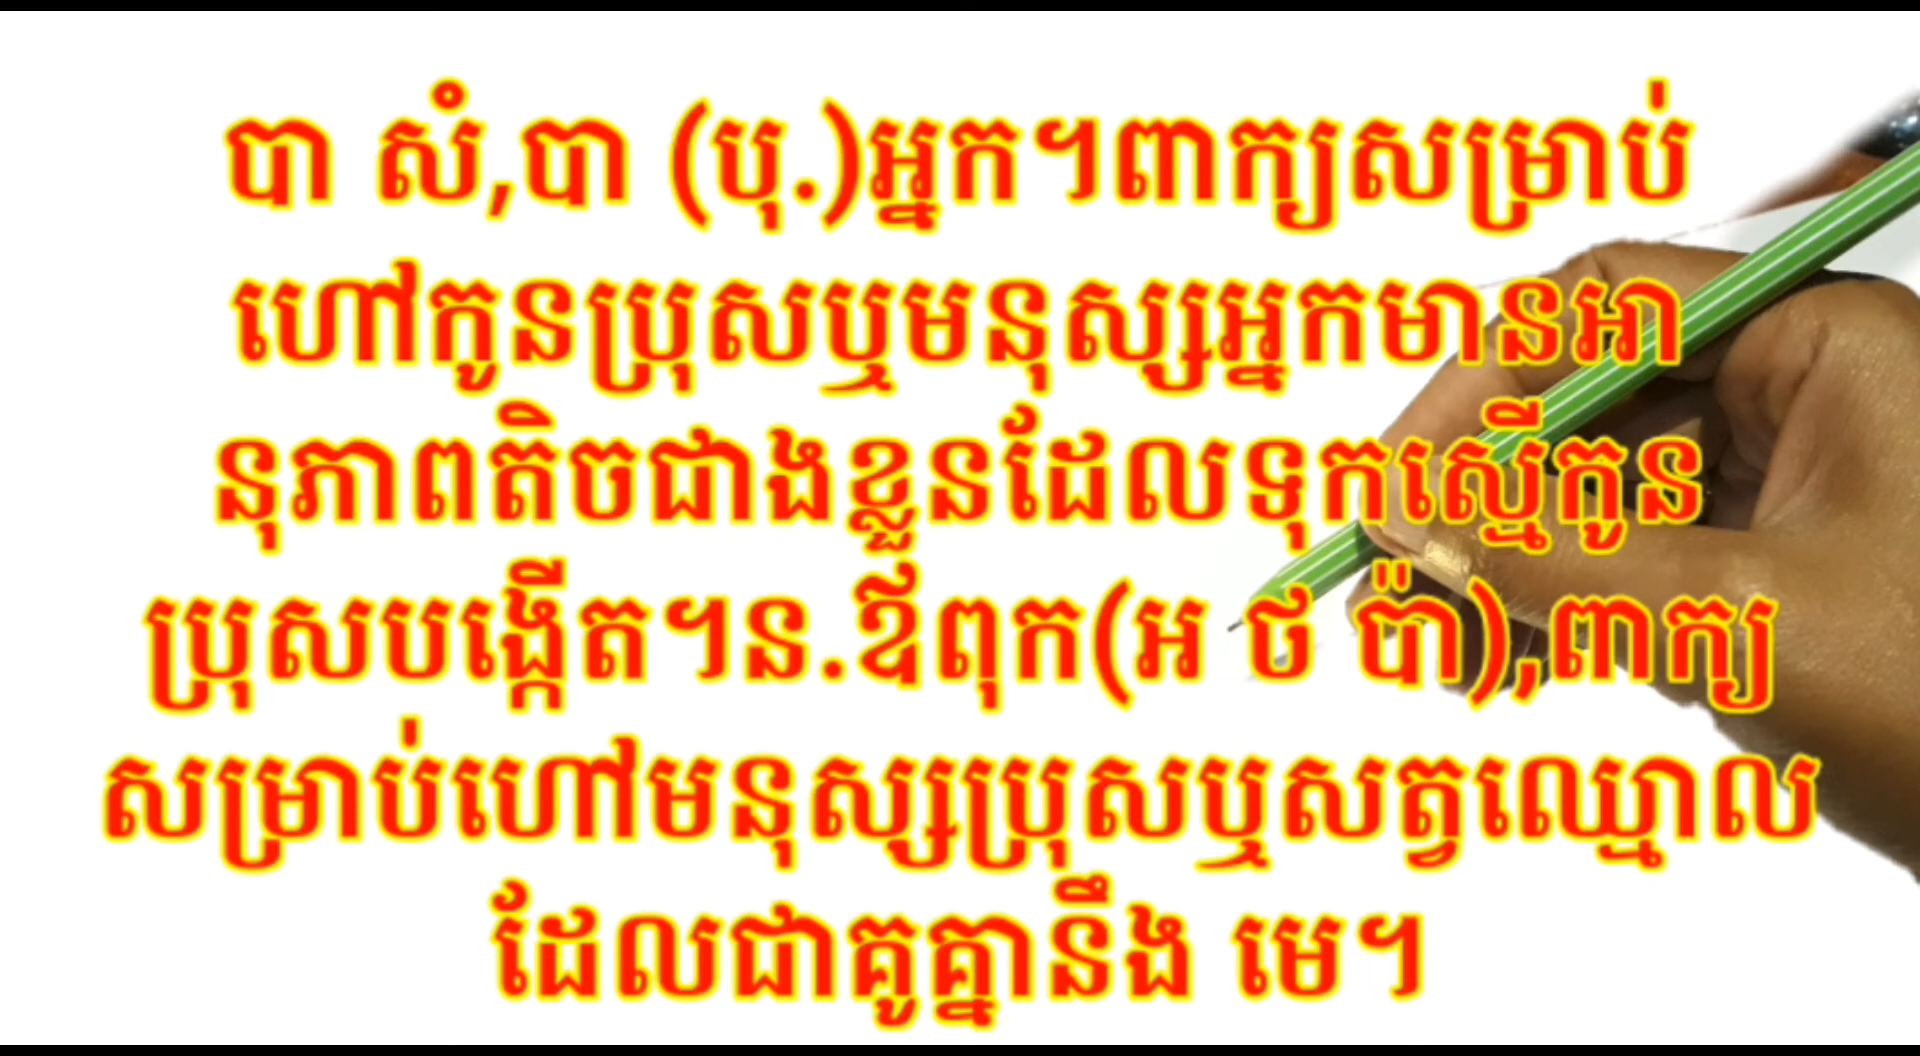 បា សំ,បា (បុ.)អ្នក។ពាក្យសម្រាប់
ហៅកូនប្រុសឬមនុស្សអ្នកមានអា
នុភាពតិចជាងខ្លួនដែលទុកស្មើកូន
ប្រុសបង្កើត។ន.ឪពុក(អ ថ ប៉ា),ពាក្យ
សម្រាប់ហៅមនុស្សប្រុសឬសត្វឈ្មោល
ដែលជាគូគ្នានឹង មេ។